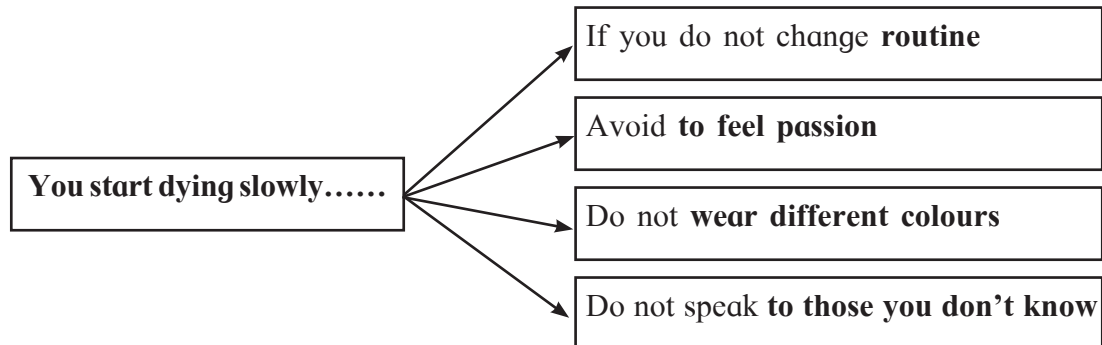 If you do not change routine
Avoid to feel passion
You start dying slowly......
Do not wear different colours
Do not speak to those you don't know